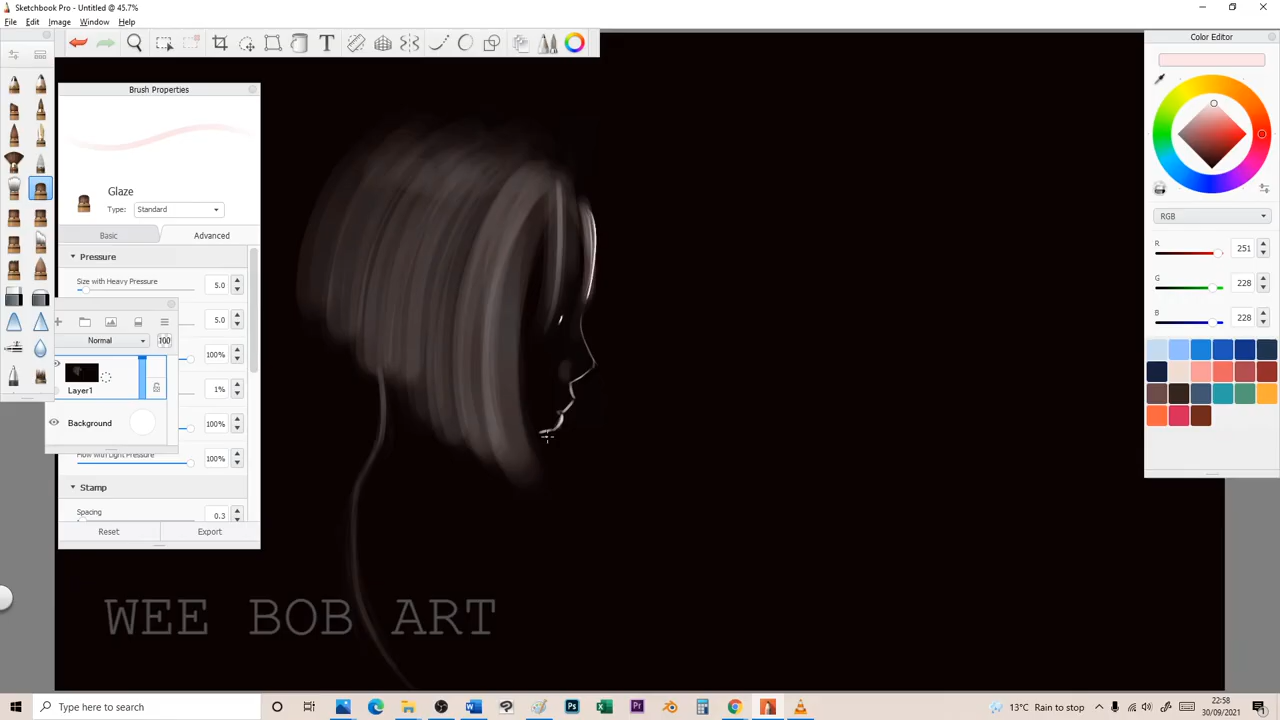 Sketchbook Pro - Untitled @ 45.7%
File Edit Image Window Help
Color Editor
Brush Properties
Glaze
Type: Standard
Basic Advanced
Pressure
Size with Heavy Pressure 5.0
5.0
Normal 100
100%
Layer1
1%
Background
100%
Flow with Light Pressure 100%
Stamp
Spacing 0.3
Reset Export
RGB
R 251
G 228
B 228
WEE BOB ART
Type here to search
13°C Rain to stop
22:58
30/09/2021